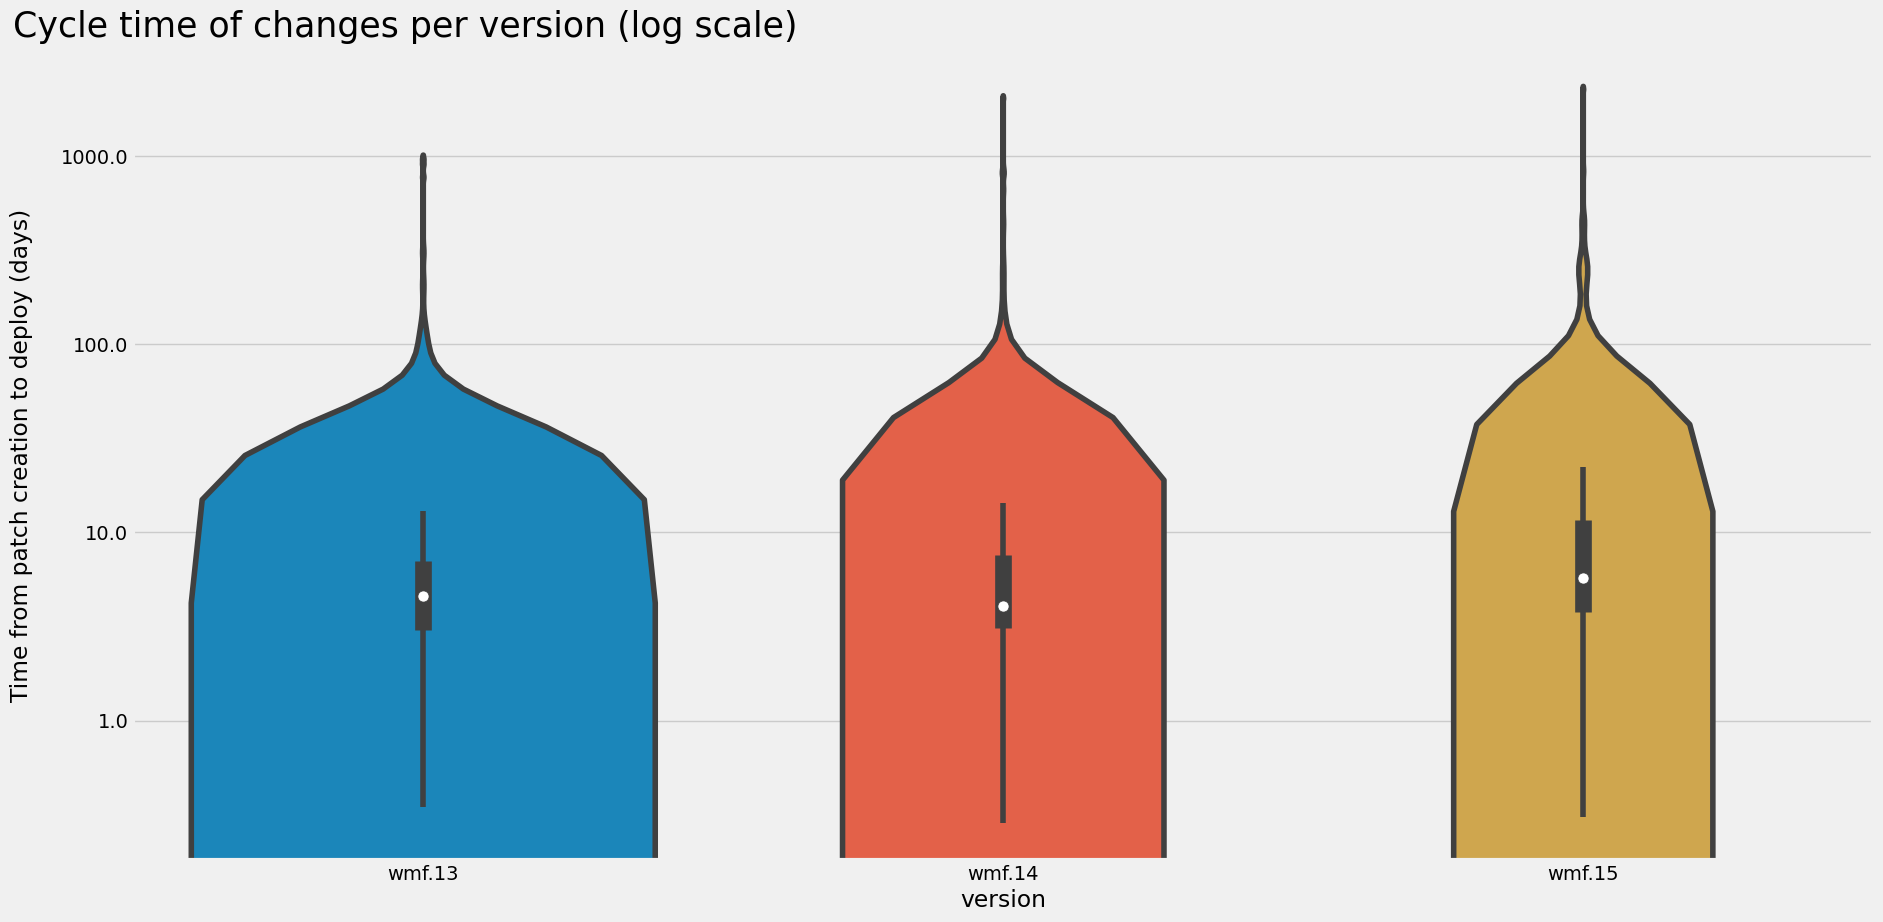 Cycle time of changes per version (log scale)
Time from patch creation to deploy (days)
1000.0
100.0
10.0
1.0
wmf.13
wmf.14
wmf.15
version